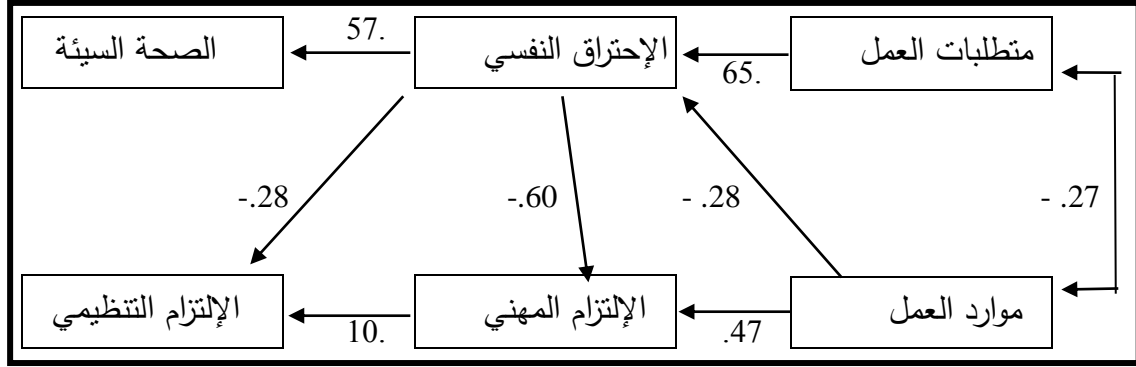 متطلبات العمل
الإحتراق النفسي
الصحة السيئة
57.
65.
-.28
-.60
- .28
- .27
موارد العمل
الإلتزام المهني
الإلتزام التنظيمي
.47
10.